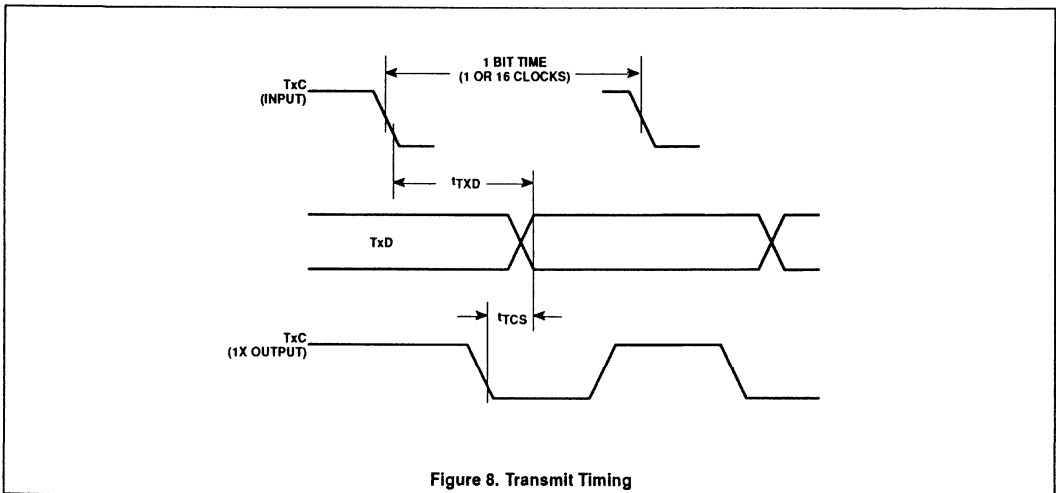 1 BIT TIME
(1 OR 16 CLOCKS)
TxC
(INPUT)
tTXD
TxD
tTCS
TxC
(1X OUTPUT)
Figure 8. Transmit Timing